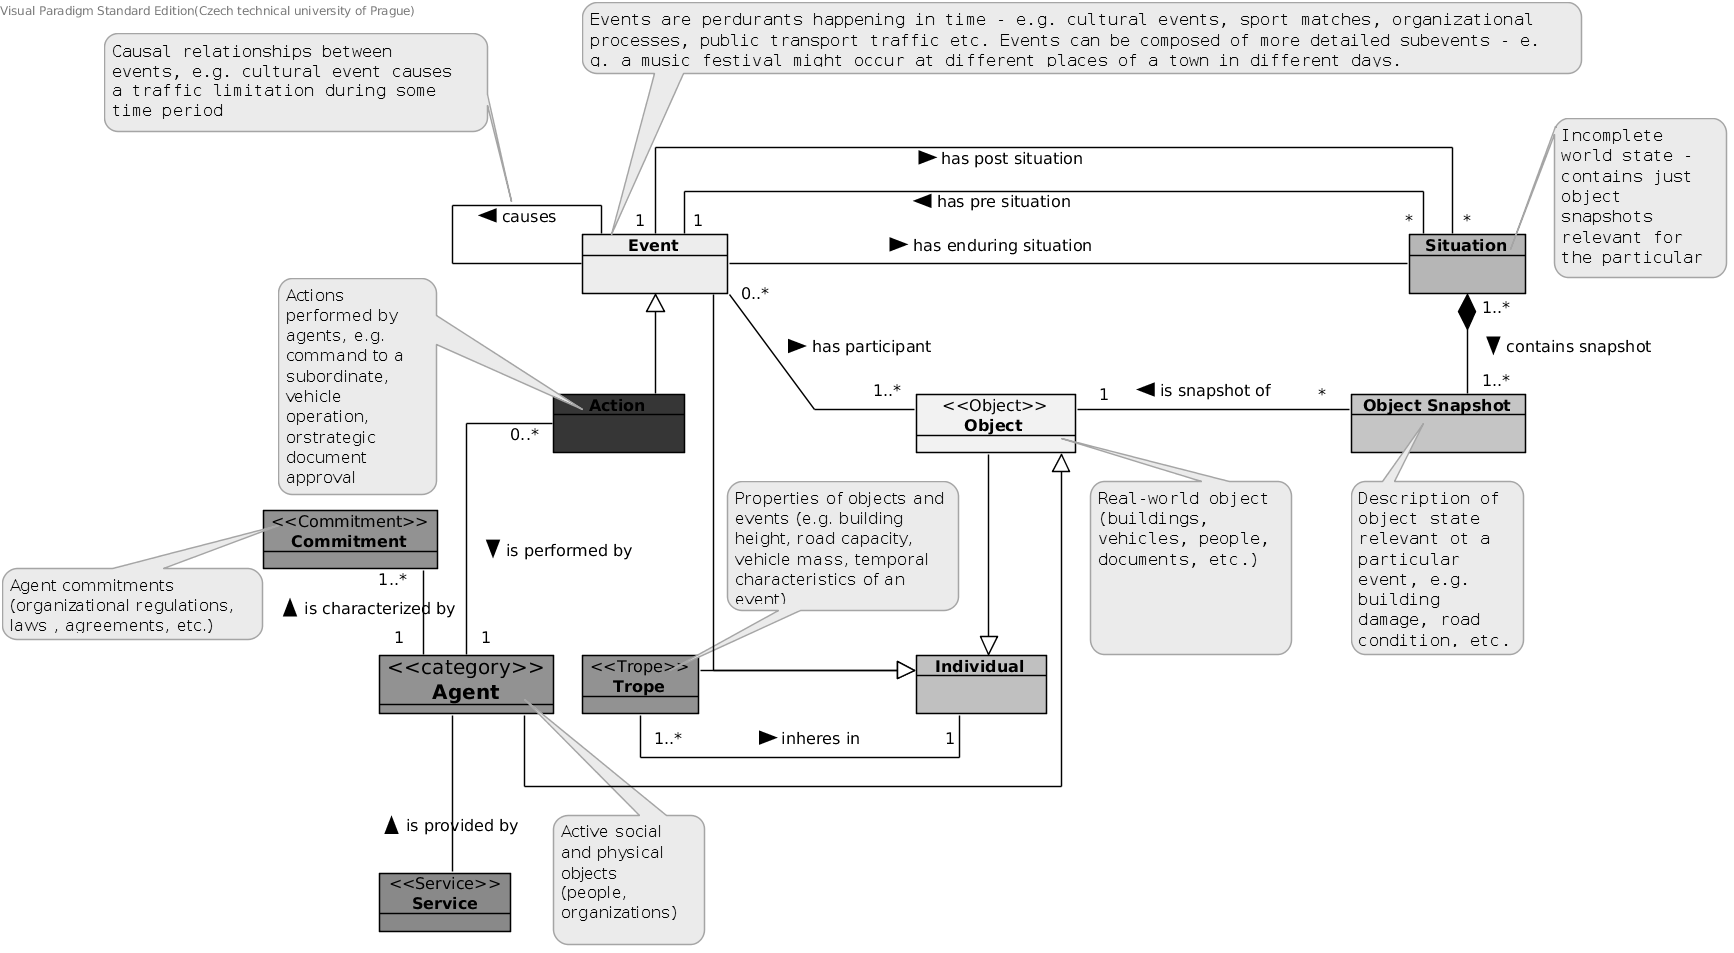 Visual Paradigm Standard Edition(Czech technical university of Prague)
Events are perdurants happening in time - e.g. cultural events, sport matches, organizational
processes, public transport traffic etc. Events can be composed of more detailed subevents - e.
g. a music festival might occur at different places of a town in different days.
Causal relationships between
events, e.g. cultural event causes
a traffic limitation during some
time period
Incomplete
world state -
contains just
object
snapshots
relevant for
the particular
has post situation
has pre situation
causes
1
1
*
*
Event
has enduring situation
Situation
0..*
1..*
Actions
performed by
agents, e.g.
command to a
subordinate,
vehicle
operation,
orstrategic
document
approval
has participant
contains snapshot
1..*
1
is snapshot of
*
1..*
Action
<<Object>>
Object
Object Snapshot
0..*
Properties of objects and
events (e.g. building
height, road capacity,
vehicle mass, temporal
characteristics of an
event)
Real-world object
(buildings,
vehicles, people,
documents, etc.)
Description of
object state
relevant ot a
particular
event, e.g.
building
damage, road
condition, etc.
<<Commitment>>
Commitment
is performed by
1..*
Agent commitments
(organizational regulations,
laws , agreements, etc.)
is characterized by
1
1
<<category>>
Agent
<<Trope>>
Trope
Individual
1..*
inheres in
1
is provided by
Active social
and physical
objects
(people,
organizations)
<<Service>>
Service